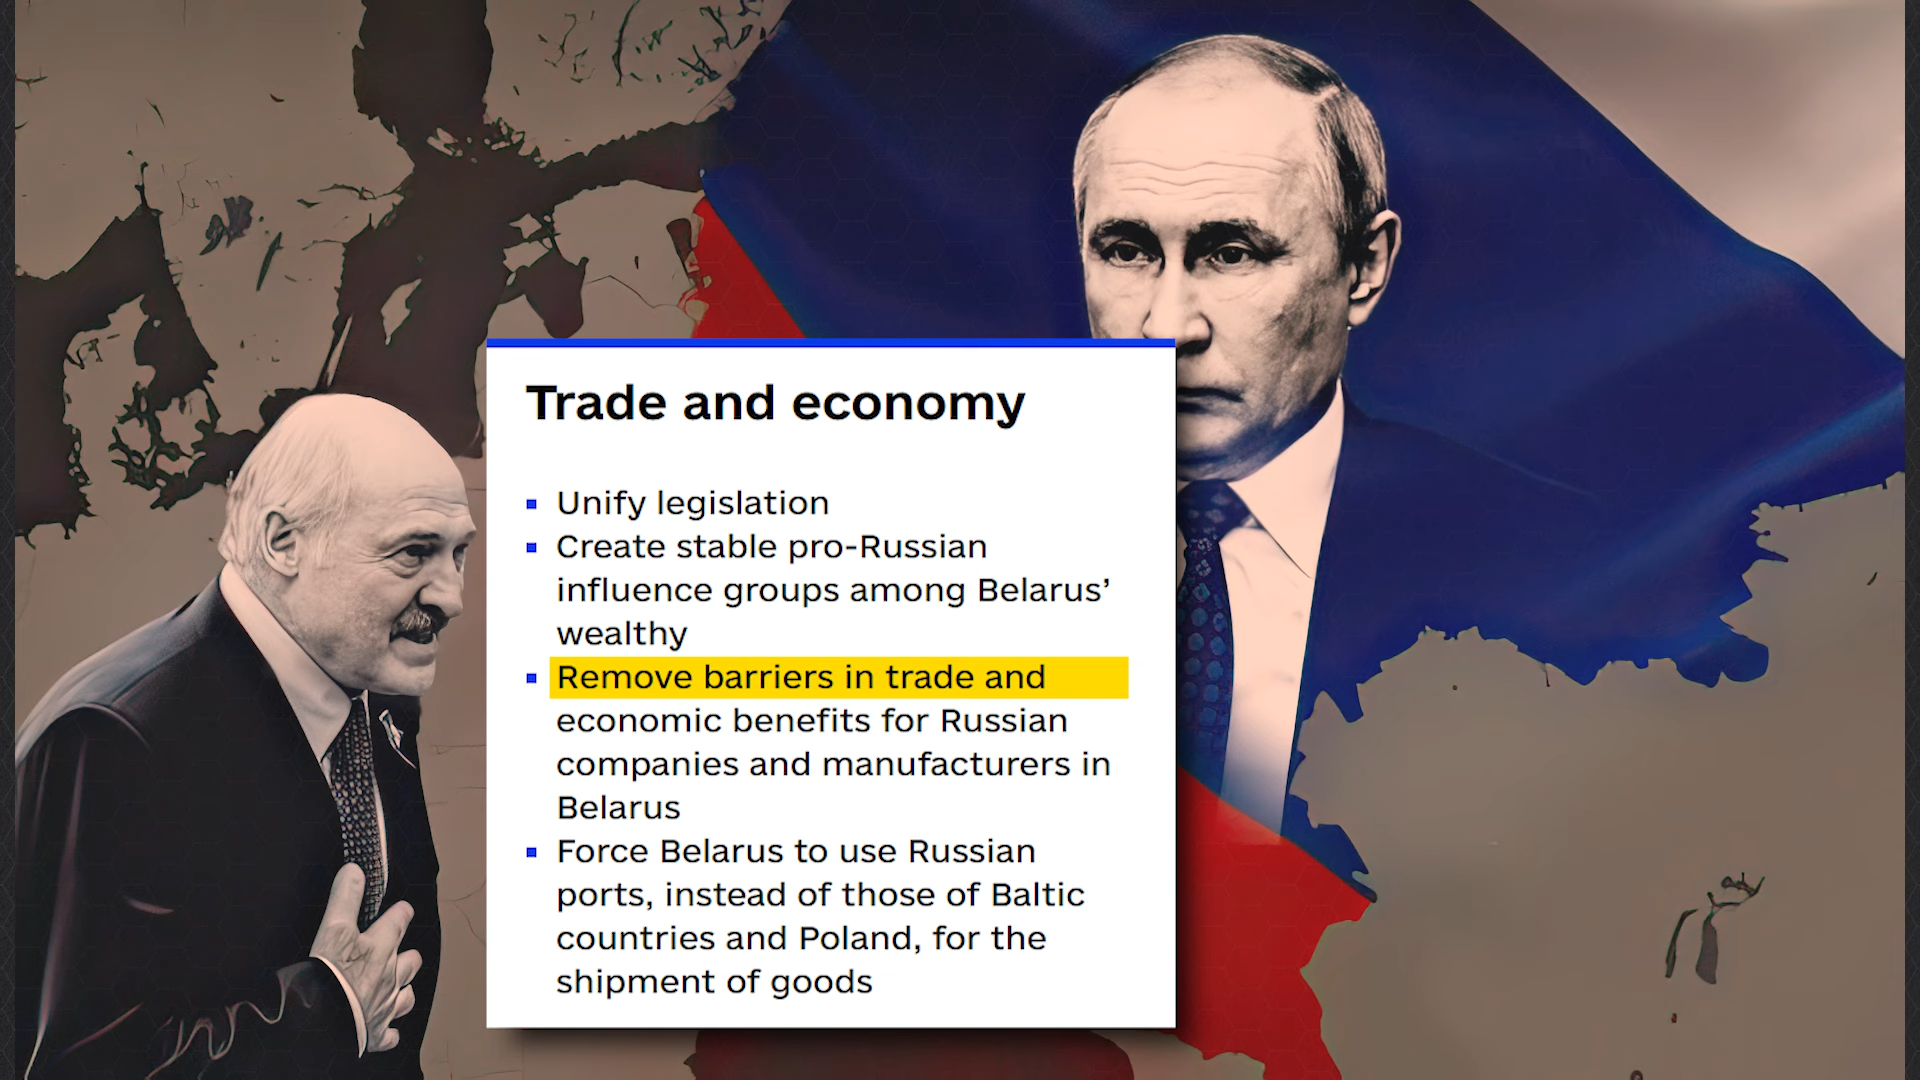 Trade and economy
Unify legislation
Create stable pro-Russian
influence groups among Belarus’
wealthy
Remove barriers in trade and
economic benefits for Russian
companies and manufacturers in
Belarus
Force Belarus to use Russian
ports, instead of those of Baltic
countries and Poland, for the
shipment of goods